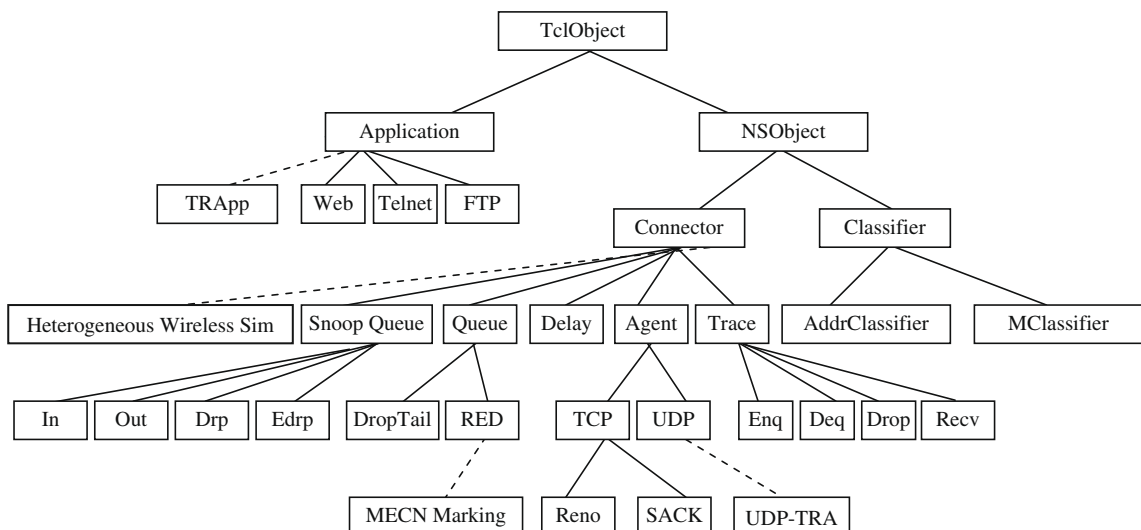 TclObject
Application
NSObject
TRApp
Web
Telnet
FTP
Connector
Classifier
Heterogeneous Wireless Sim
Snoop Queue
Queue
Delay
Agent
Trace
AddrClassifier
MClassifier
In
Out
Drp
Edrp
DropTail
RED
TCP
UDP
Enq
Deq
Drop
Recv
MECN Marking
Reno
SACK
UDP-TRA